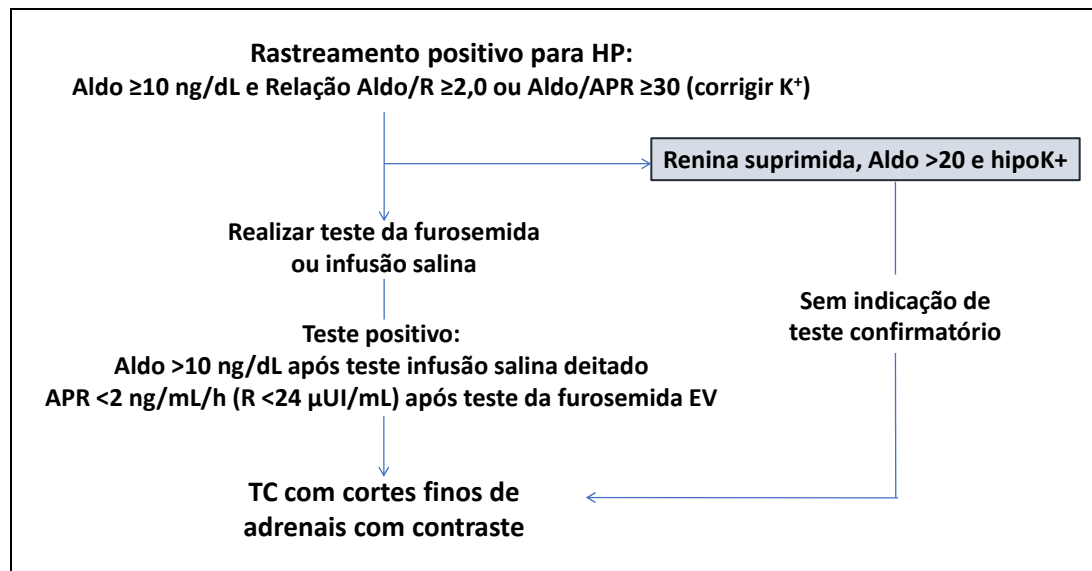 Rastreamento positivo para HP:
Aldo ≥10 ng/dL e Relação Aldo/R ≥2,0 ou Aldo/APR ≥30 (corrigir K⁺)
Renina suprimida, Aldo >20 e hipoK+
Realizar teste da furosemida
ou infusão salina
Sem indicação de
teste confirmatório
Teste positivo:
Aldo >10 ng/dL após teste infusão salina deitado
APR <2 ng/mL/h (R <24 µUI/mL) após teste da furosemida EV
TC com cortes finos de
adrenais com contraste